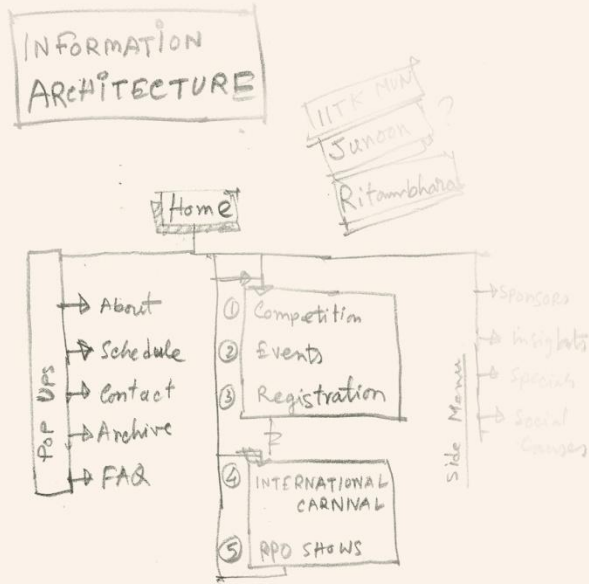 INFORMATION
ARCHITECTURE
IITK MUN
Junoon ?
Ritambhara
Home
POP UPS
About
Schedule
Contact
Archive
FAQ
① Competition
② Events
③ Registration
?
④ INTERNATIONAL
CARNIVAL
⑤ RPO SHOWS
Side Menu
Sponsors
insights
Specials
Social
Causes